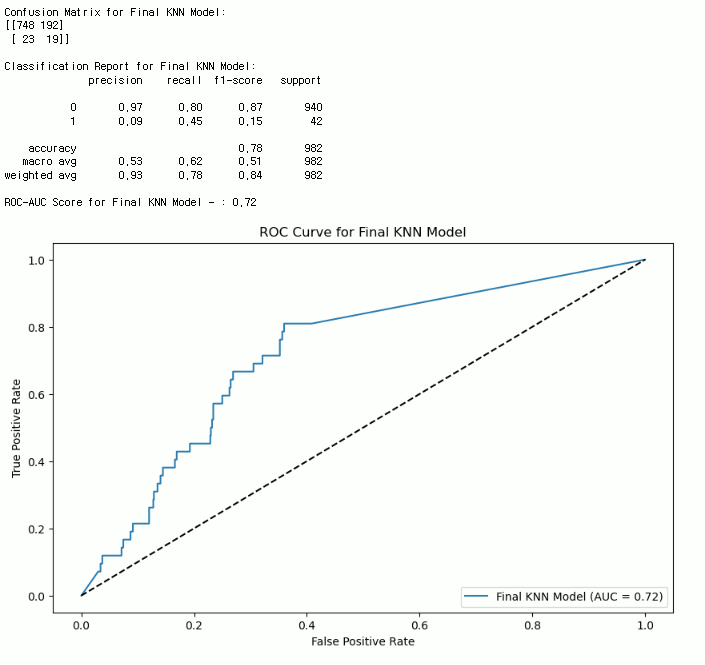 Confusion Matrix for Final KNN Model:
[[748 192]
 [ 23  19]]
Classification Report for Final KNN Model:
precision recall f1-score support
0 0.97 0.80 0.87 940
1 0.09 0.45 0.15 42
accuracy 0.78 982
macro avg 0.53 0.62 0.51 982
weighted avg 0.93 0.78 0.84 982
ROC-AUC Score for Final KNN Model - : 0.72
ROC Curve for Final KNN Model
1.0
0.8
0.6
0.4
0.2
0.0
True Positive Rate
Final KNN Model (AUC = 0.72)
0.0 0.2 0.4 0.6 0.8 1.0
False Positive Rate